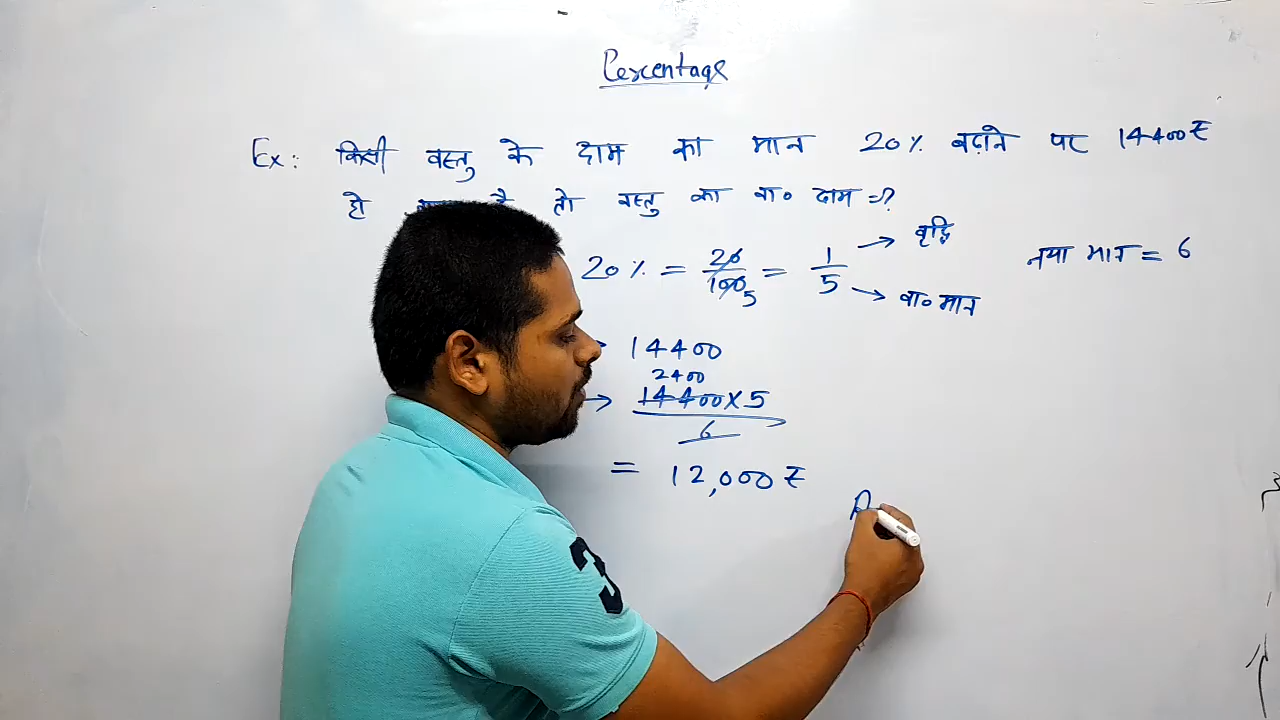 Percentage
Ex: किसी वस्तु के दाम का मान 20% बढ़ाने पर 14400₹
हो है तो वस्तु का वा० दाम =?
20% = 20/100 5 = 1/5 → वृद्धि → वा० मान नया मान = 6
14400
2400
→ 14400×5/6
= 12,000 ₹
3